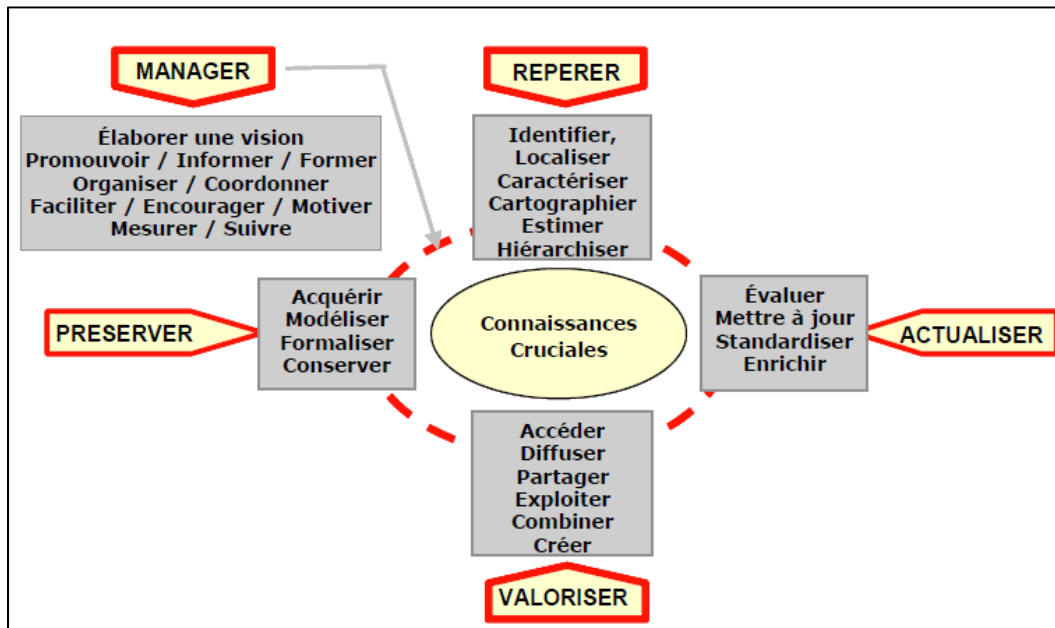 MANAGER
Élaborer une vision
Promouvoir / Informer / Former
Organiser / Coordonner
Faciliter / Encourager / Motiver
Mesurer / Suivre
REPERER
Identifier,
Localiser
Caractériser
Cartographier
Estimer
Hiérarchiser
PRESERVER
Acquérir
Modéliser
Formaliser
Conserver
Connaissances
Cruciales
Évaluer
Mettre à jour
Standardiser
Enrichir
ACTUALISER
Accéder
Diffuser
Partager
Exploiter
Combiner
Créer
VALORISER